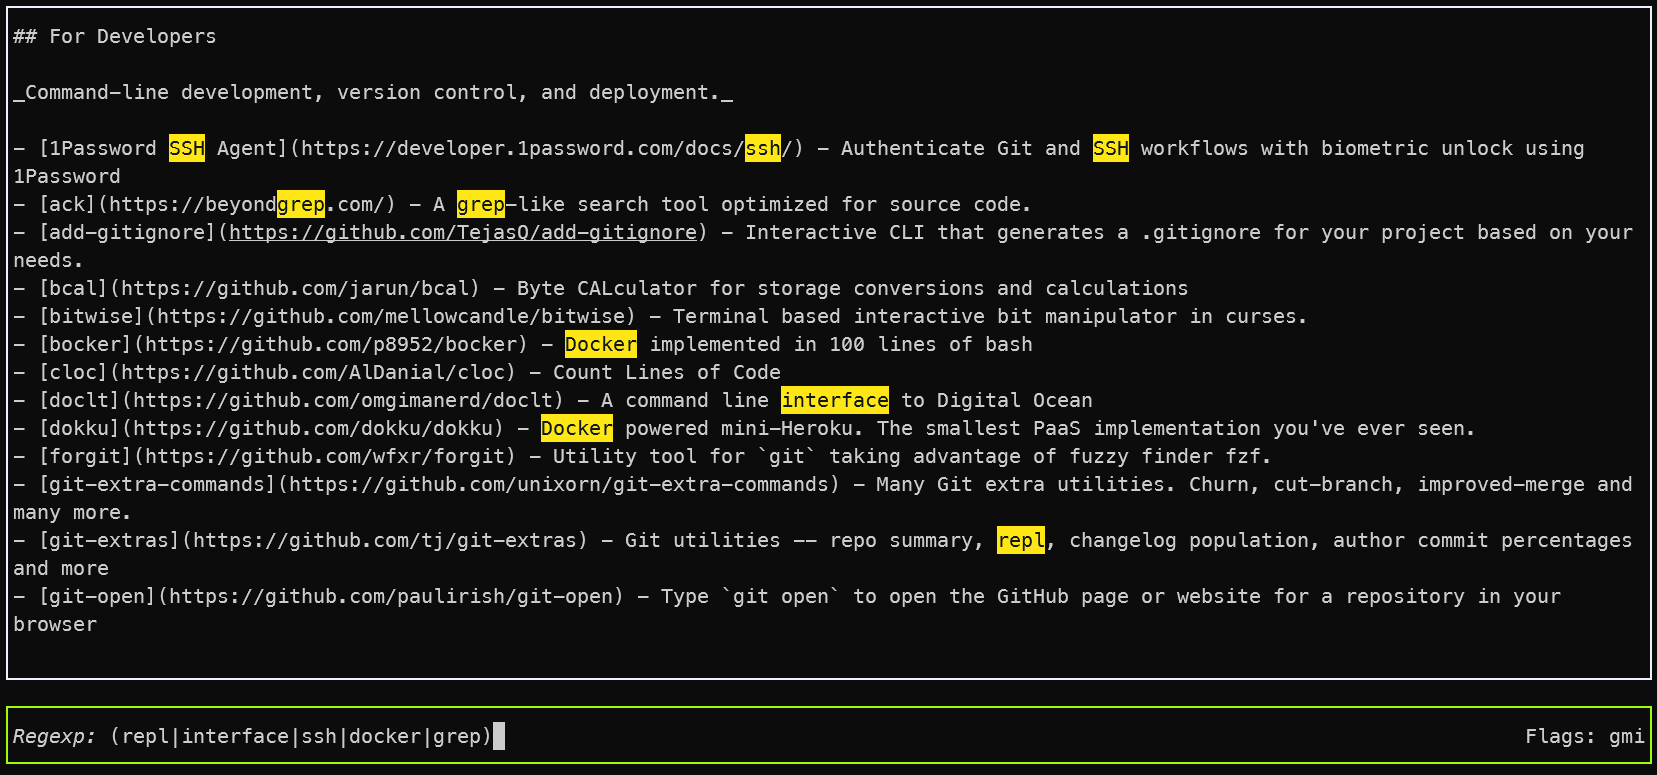 ## For Developers
_Command-line development, version control, and deployment._
- [1Password SSH Agent](https://developer.1password.com/docs/ssh/) - Authenticate Git and SSH workflows with biometric unlock using
1Password
- [ack](https://beyondgrep.com/) - A grep-like search tool optimized for source code.
- [add-gitignore](https://github.com/TejasQ/add-gitignore) - Interactive CLI that generates a .gitignore for your project based on your
needs.
- [bcal](https://github.com/jarun/bcal) - Byte CALculator for storage conversions and calculations
- [bitwise](https://github.com/mellowcandle/bitwise) - Terminal based interactive bit manipulator in curses.
- [bocker](https://github.com/p8952/bocker) - Docker implemented in 100 lines of bash
- [cloc](https://github.com/AlDanial/cloc) - Count Lines of Code
- [doclt](https://github.com/omgimanerd/doclt) - A command line interface to Digital Ocean
- [dokku](https://github.com/dokku/dokku) - Docker powered mini-Heroku. The smallest PaaS implementation you've ever seen.
- [forgit](https://github.com/wfxr/forgit) - Utility tool for `git` taking advantage of fuzzy finder fzf.
- [git-extra-commands](https://github.com/unixorn/git-extra-commands) - Many Git extra utilities. Churn, cut-branch, improved-merge and
many more.
- [git-extras](https://github.com/tj/git-extras) - Git utilities -- repo summary, repl, changelog population, author commit percentages
and more
- [git-open](https://github.com/paulirish/git-open) - Type `git open` to open the GitHub page or website for a repository in your
browser
Regexp: (repl|interface|ssh|docker|grep) Flags: gmi